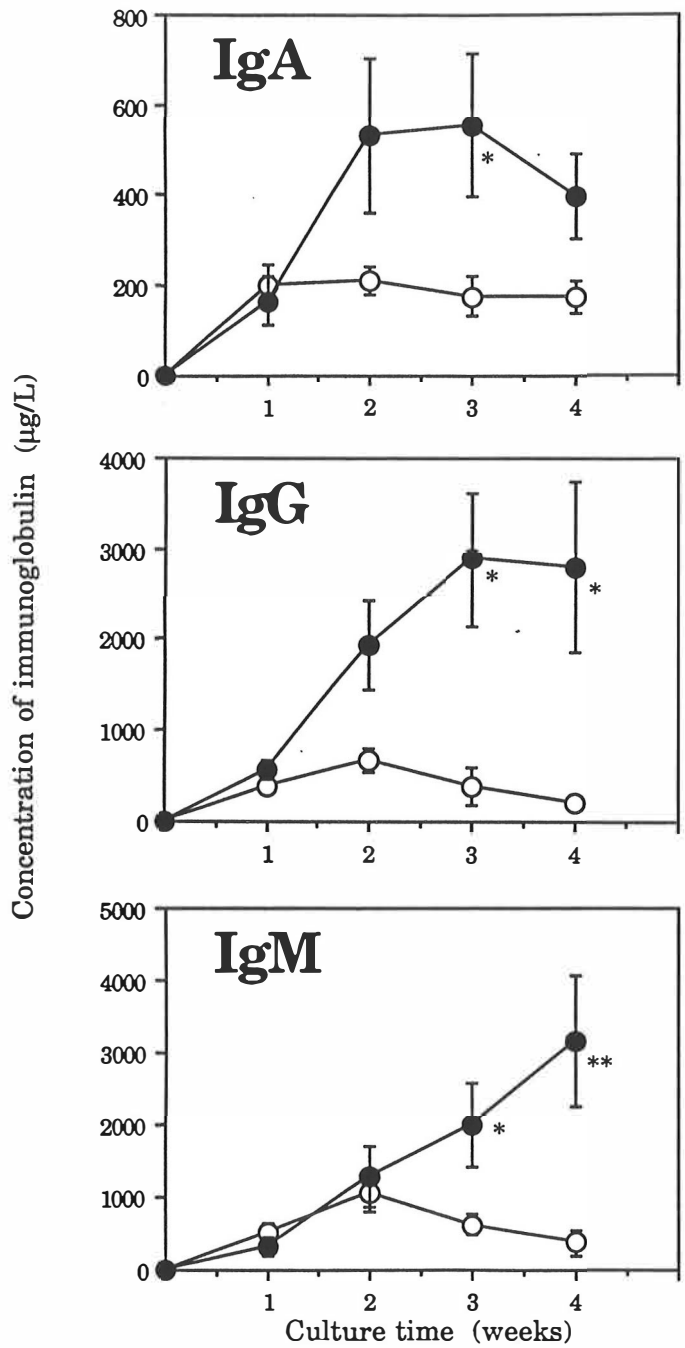 Concentration of immunoglobulin (μg/L)
IgA
800
600
400
200
0
*
1 2 3 4
IgG
4000
3000
2000
1000
0
* *
1 2 3 4
IgM
5000
4000
3000
2000
1000
0
**
*
1 2 3 4
Culture time (weeks)